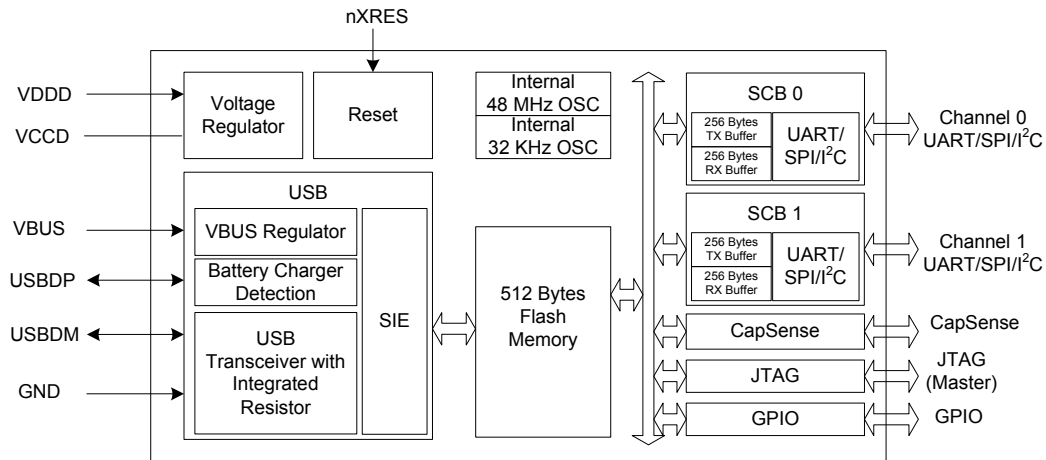 nXRES
VDDD
VCCD
Voltage
Regulator
Reset
Internal
48 MHz OSC
Internal
32 KHz OSC
SCB 0
256 Bytes
TX Buffer
256 Bytes
RX Buffer
UART/
SPI/I²C
Channel 0
UART/SPI/I²C
USB
VBUS
VBUS Regulator
USBDP
Battery Charger
Detection
USBDM
USB
Transceiver with
Integrated
Resistor
GND
SIE
512 Bytes
Flash
Memory
SCB 1
256 Bytes
TX Buffer
256 Bytes
RX Buffer
UART/
SPI/I²C
Channel 1
UART/SPI/I²C
CapSense
CapSense
JTAG
JTAG
(Master)
GPIO
GPIO